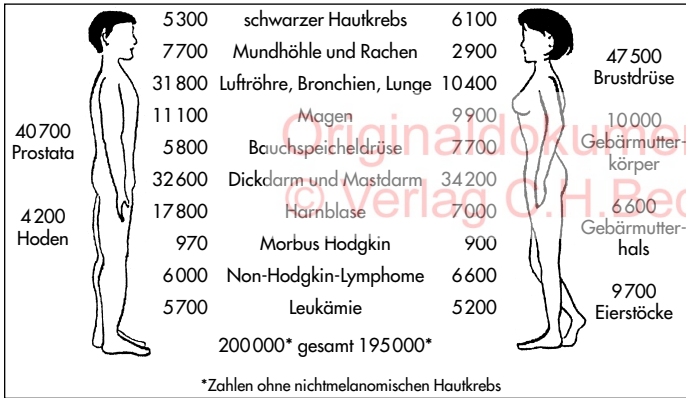 5300 schwarzer Hautkrebs 6100
7700 Mundhöhle und Rachen 2900
31800 Luftröhre, Bronchien, Lunge 10400
11100 Magen 9900
5800 Bauchspeicheldrüse 7700
32600 Dickdarm und Mastdarm 34200
17800 Harnblase 7000
970 Morbus Hodgkin 900
6000 Non-Hodgkin-Lymphome 6600
5700 Leukämie 5200
200000* gesamt 195000*
40700
Prostata
4200
Hoden
47500
Brustdrüse
10000
Gebärmutter-
körper
6600
Gebärmutter-
hals
9700
Eierstöcke
*Zahlen ohne nichtmelanomischen Hautkrebs
© Verlag C.H.